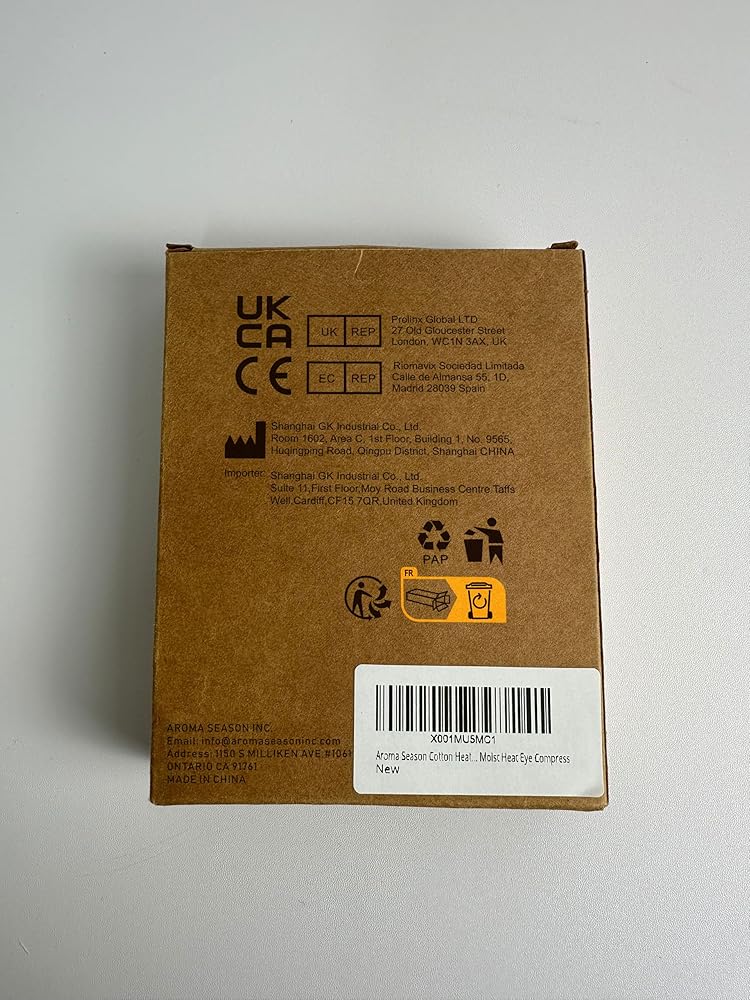 UK
CA
UK REP
Prolinx Global LTD
27 Old Gloucester Street
London, WC1N 3AX, UK
CE
EC REP
Riomavix Sociedad Limitada
Calle de Almansa 55, 1D,
Madrid 28039 Spain
Shanghai GK Industrial Co., Ltd.
Room 1602, Area C, 1st Floor, Building 1, No. 9565,
Huqingping Road, Qingpu District, Shanghai CHINA
Importer: Shanghai GK Industrial Co., Ltd.
Suite 11,First Floor,Moy Road Business Centre Taffs
Well,Cardiff,CF15 7QR,United Kingdom
PAP
FR
X001MU5MC1
Aroma Season Cotton Heat... Moist Heat Eye Compress
New
AROMA SEASON INC.
Email: info@aromaseasoninc.com
Address: 1150 S MILLIKEN AVE #1061
ONTARIO CA 91761
MADE IN CHINA